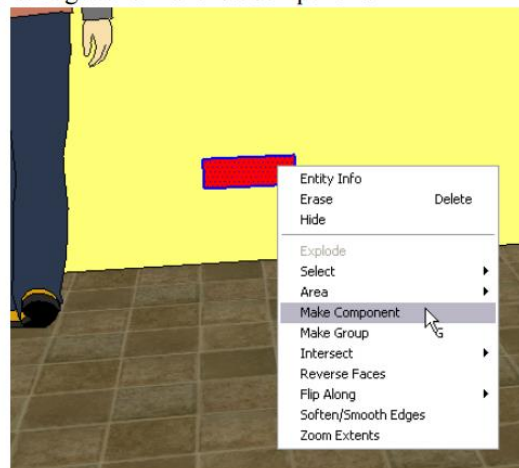 Entity Info
Erase Delete
Hide
Explode
Select
Area
Make Component
Make Group G
Intersect
Reverse Faces
Flip Along
Soften/Smooth Edges
Zoom Extents